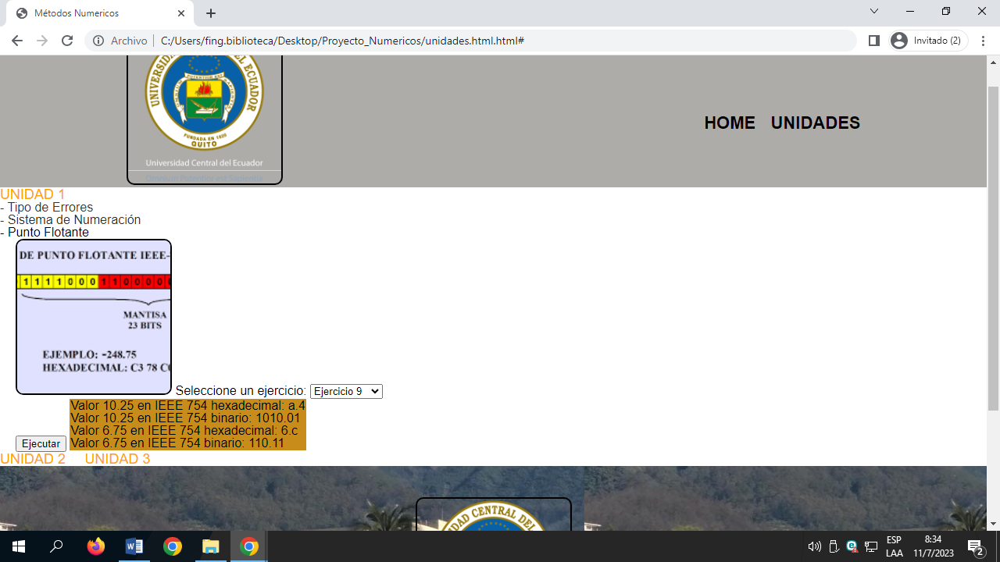 Métodos Numericos
Archivo
C:/Users/fing.biblioteca/Desktop/Proyecto_Numericos/unidades.html.html#
Invitado (2)
UNIVERSIDAD CENTRAL DEL ECUADOR
FUNDADA EN 1826
QUITO
Universidad Central del Ecuador
HOME UNIDADES
UNIDAD 1
- Tipo de Errores
- Sistema de Numeración
- Punto Flotante
DE PUNTO FLOTANTE IEEE-
1 1 1 1 0 0 0 1 1 0 0 0 0 0
MANTISA
23 BITS
EJEMPLO: -248.75
HEXADECIMAL: C3 78 C0
Seleccione un ejercicio: Ejercicio 9
Valor 10.25 en IEEE 754 hexadecimal: a.4
Valor 10.25 en IEEE 754 binario: 1010.01
Valor 6.75 en IEEE 754 hexadecimal: 6.c
Valor 6.75 en IEEE 754 binario: 110.11
Ejecutar
UNIDAD 2 UNIDAD 3
CENTRAL DEL
ESP
LAA
8:34
11/7/2023
2